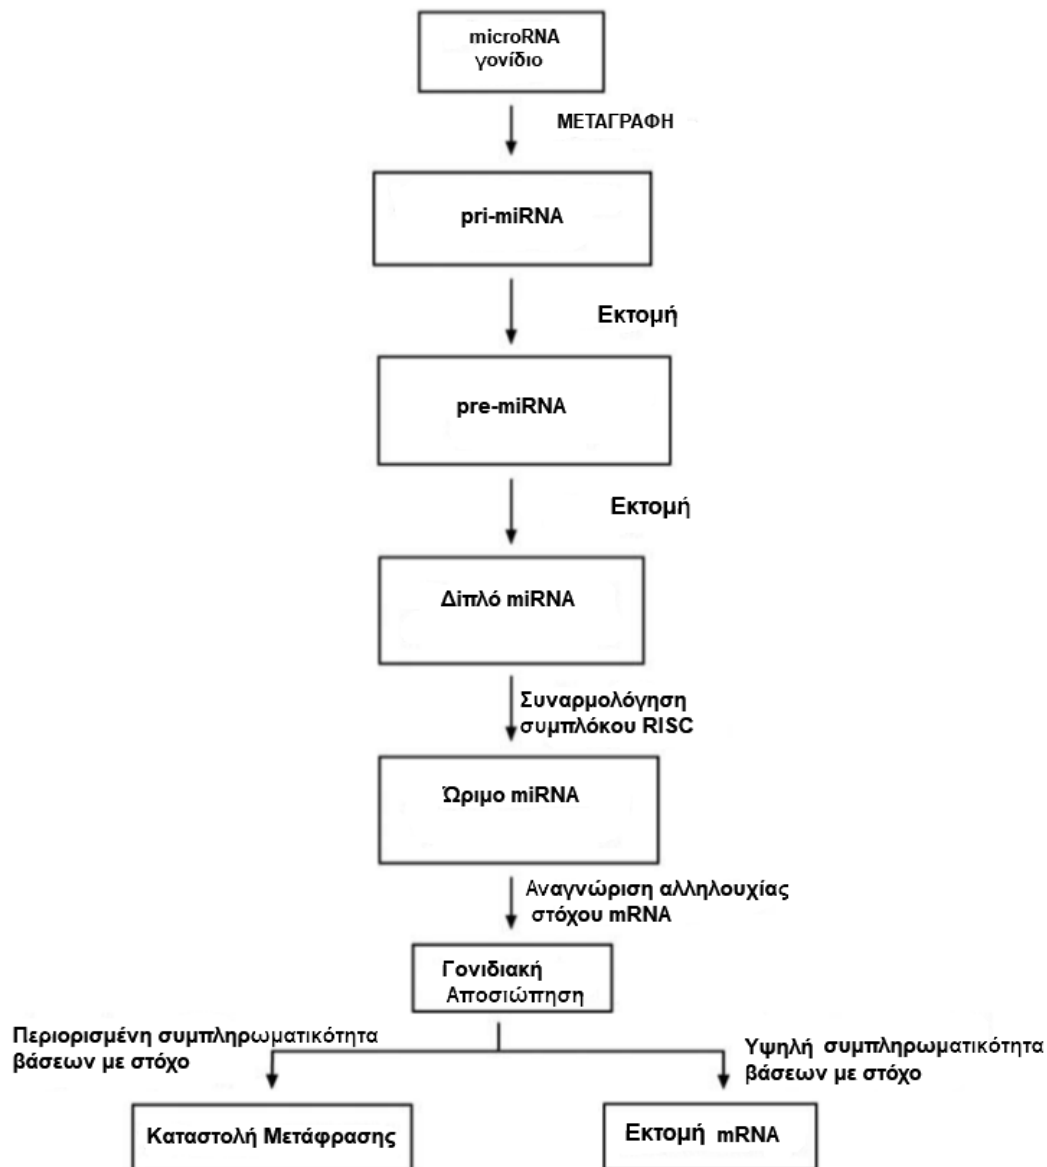 microRNA
γονίδιο
ΜΕΤΑΓΡΑΦΗ
pri-miRNA
Εκτομή
pre-miRNA
Εκτομή
Διπλό miRNA
Συναρμολόγηση
συμπλόκου RISC
Ώριμο miRNA
Αναγνώριση αλληλουχίας
στόχου mRNA
Γονιδιακή
Αποσιώπηση
Περιορισμένη συμπληρωματικότητα
βάσεων με στόχο
Υψηλή συμπληρωματικότητα
βάσεων με στόχο
Καταστολή Μετάφρασης
Εκτομή mRNA